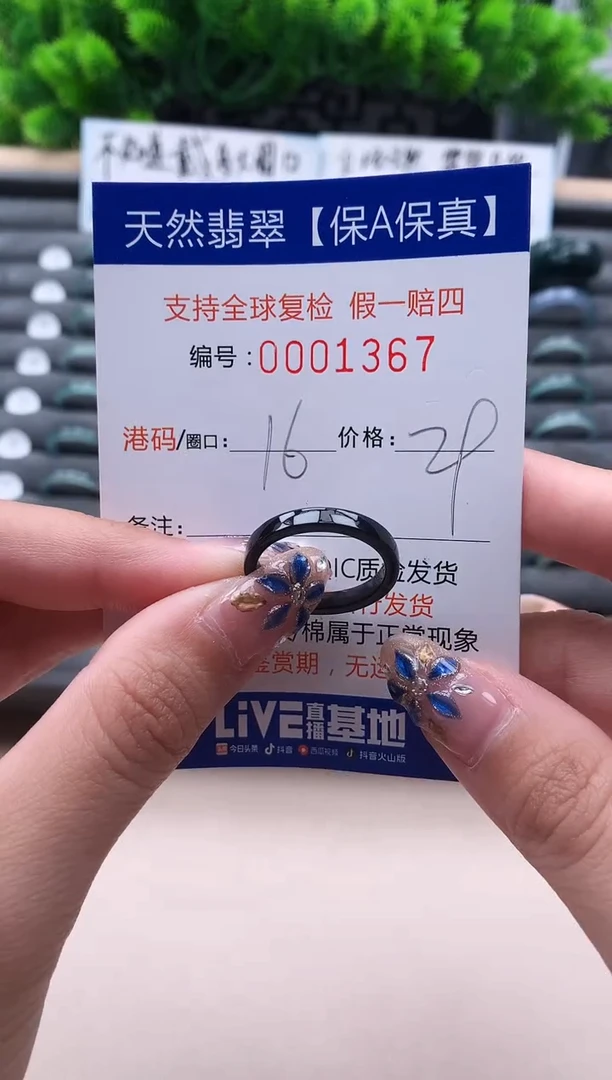 天然翡翠【保A保真】
支持全球复检 假一赔四
编号：0001367
港码/圈口： 16 价格： 29
备注：
IC质检发货
发货
棉属于正常现象
鉴赏期，无
LiVE直播基地
今日头条 抖音 西瓜视频 抖音火山版